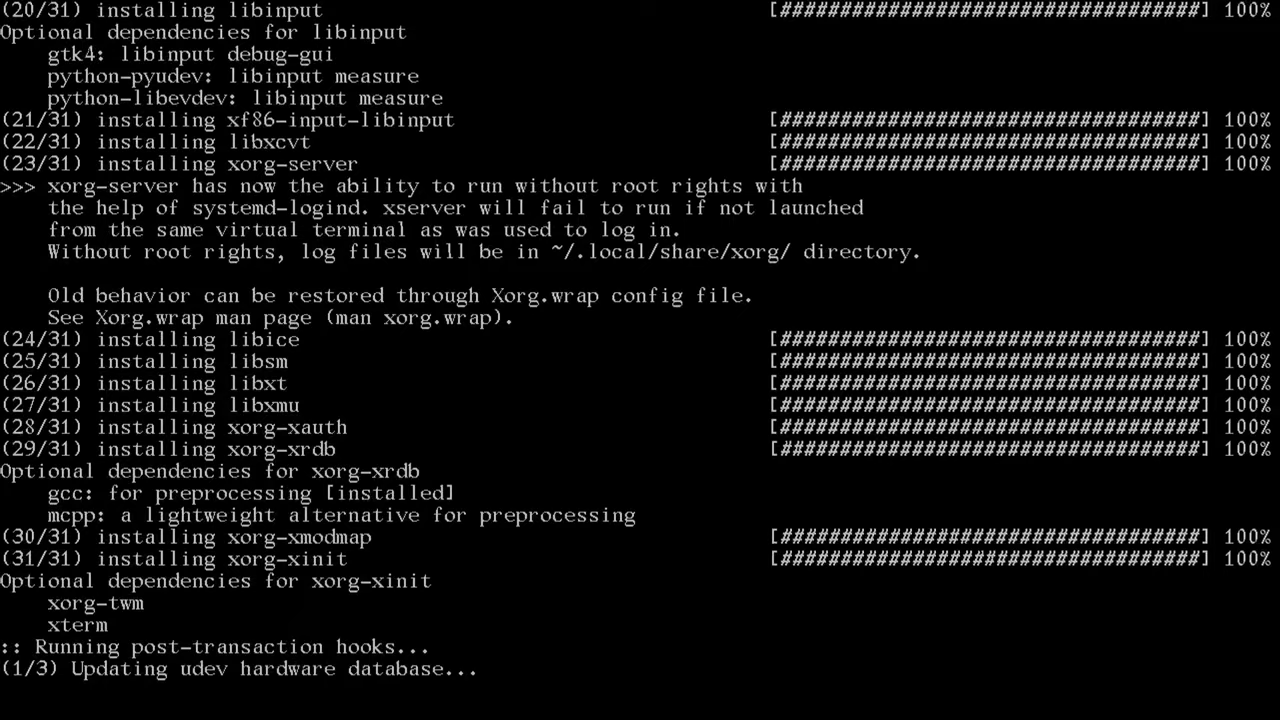 (20/31) installing libinput [###################################] 100%
Optional dependencies for libinput
gtk4: libinput debug-gui
python-pyudev: libinput measure
python-libevdev: libinput measure
(21/31) installing xf86-input-libinput [###################################] 100%
(22/31) installing libxcvt [###################################] 100%
(23/31) installing xorg-server [###################################] 100%
>>> xorg-server has now the ability to run without root rights with
the help of systemd-logind. xserver will fail to run if not launched
from the same virtual terminal as was used to log in.
Without root rights, log files will be in ~/.local/share/xorg/ directory.
Old behavior can be restored through Xorg.wrap config file.
See Xorg.wrap man page (man xorg.wrap).
(24/31) installing libice [###################################] 100%
(25/31) installing libsm [###################################] 100%
(26/31) installing libxt [###################################] 100%
(27/31) installing libxmu [###################################] 100%
(28/31) installing xorg-xauth [###################################] 100%
(29/31) installing xorg-xrdb [###################################] 100%
Optional dependencies for xorg-xrdb
gcc: for preprocessing [installed]
mcpp: a lightweight alternative for preprocessing
(30/31) installing xorg-xmodmap [###################################] 100%
(31/31) installing xorg-xinit [###################################] 100%
Optional dependencies for xorg-xinit
xorg-twm
xterm
:: Running post-transaction hooks...
(1/3) Updating udev hardware database...